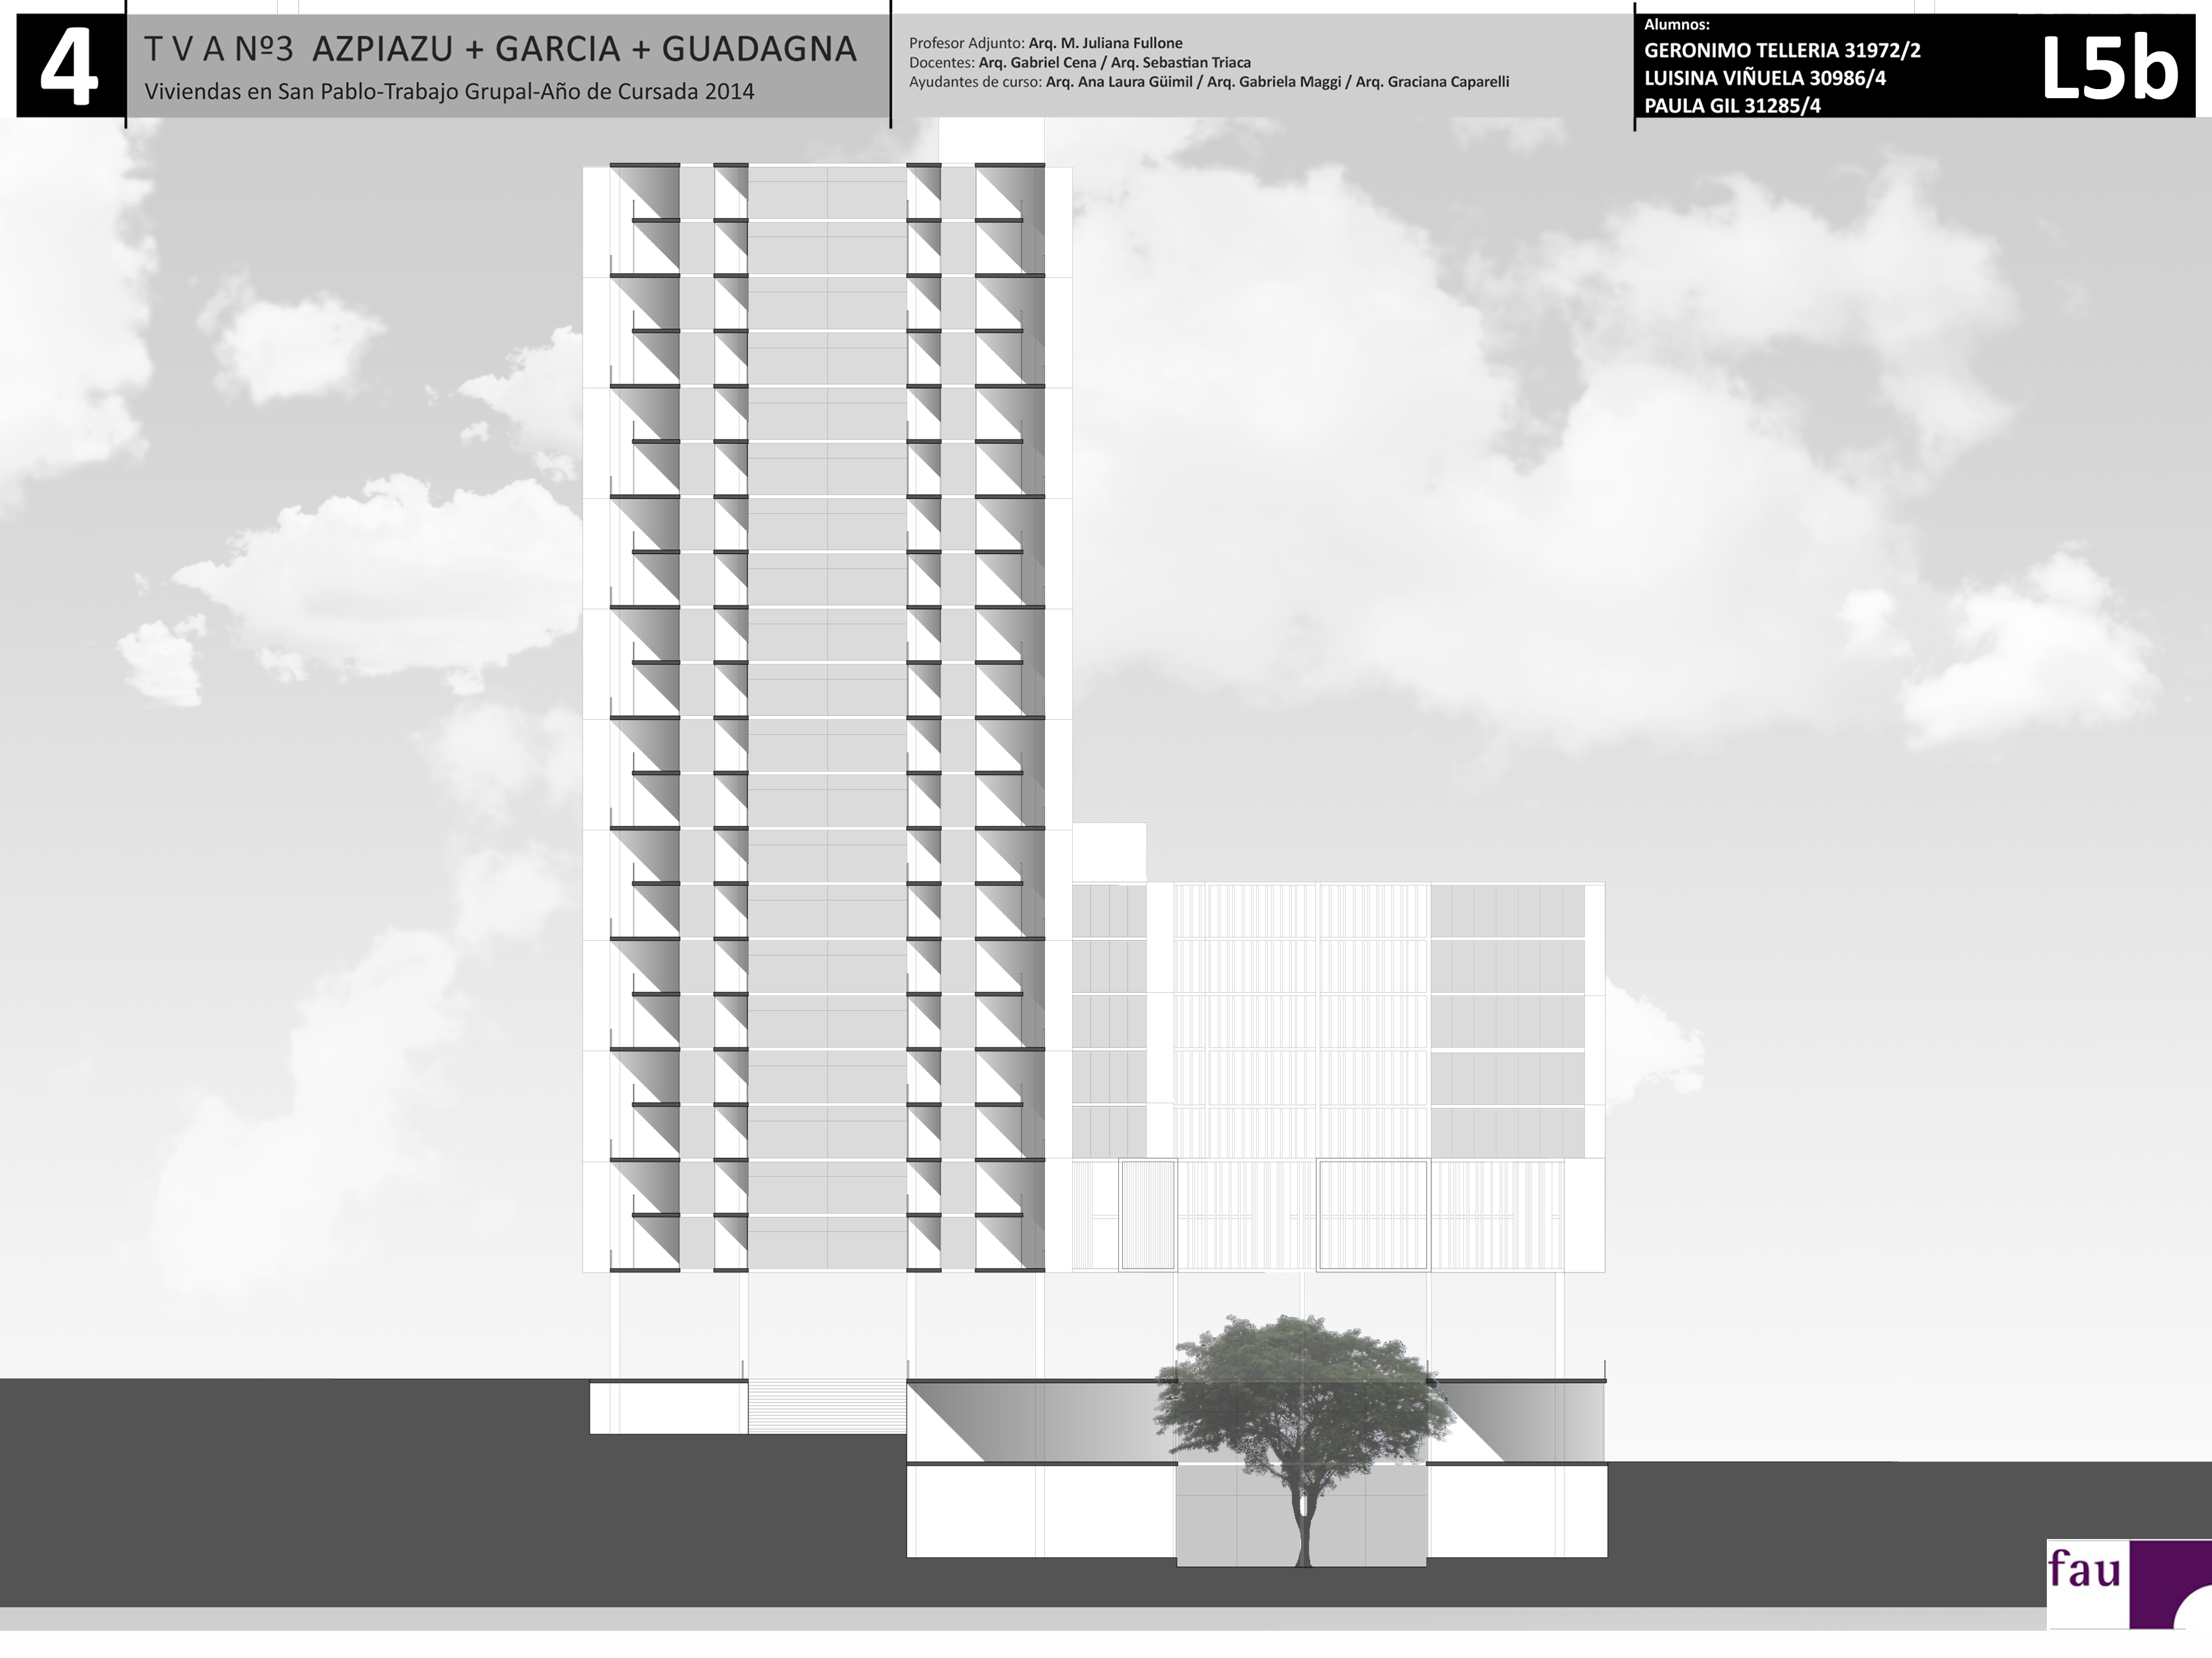 4
T V A Nº3 AZPIAZU + GARCIA + GUADAGNA
Viviendas en San Pablo-Trabajo Grupal-Año de Cursada 2014
Profesor Adjunto: Arq. M. Juliana Fullone
Docentes: Arq. Gabriel Cena / Arq. Sebastian Triaca
Ayudantes de curso: Arq. Ana Laura Güimil / Arq. Gabriela Maggi / Arq. Graciana Caparelli
Alumnos:
GERONIMO TELLERIA 31972/2
LUISINA VIÑUELA 30986/4
PAULA GIL 31285/4
L5b
fau